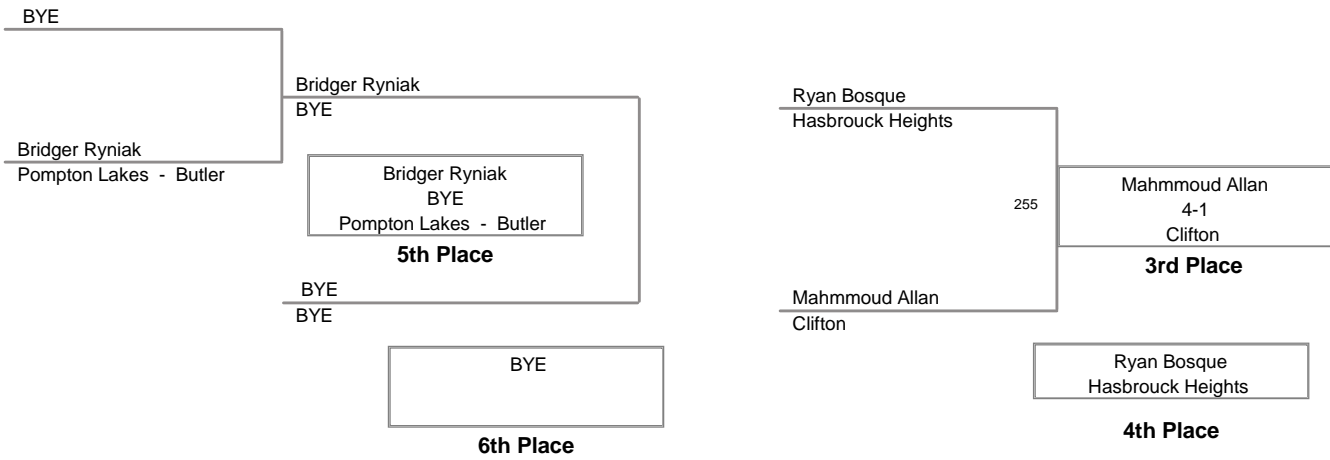 BYE
Bridger Ryniak
BYE
Bridger Ryniak
Pompton Lakes - Butler
Bridger Ryniak
BYE
Pompton Lakes - Butler
5th Place
BYE
BYE
BYE
6th Place
Ryan Bosque
Hasbrouck Heights
255
Mahmmoud Allan
4-1
Clifton
3rd Place
Mahmmoud Allan
Clifton
Ryan Bosque
Hasbrouck Heights
4th Place